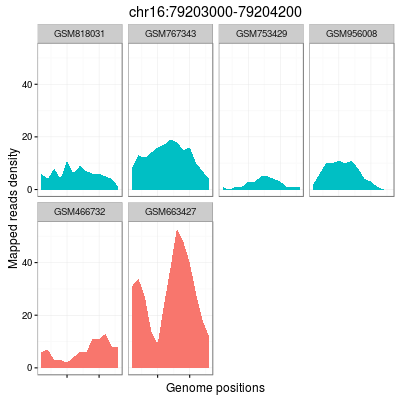 chr16:79203000-79204200
GSM818031 GSM767343 GSM753429 GSM956008
40
20
0
GSM466732 GSM663427
40
20
0
Mapped reads density
Genome positions